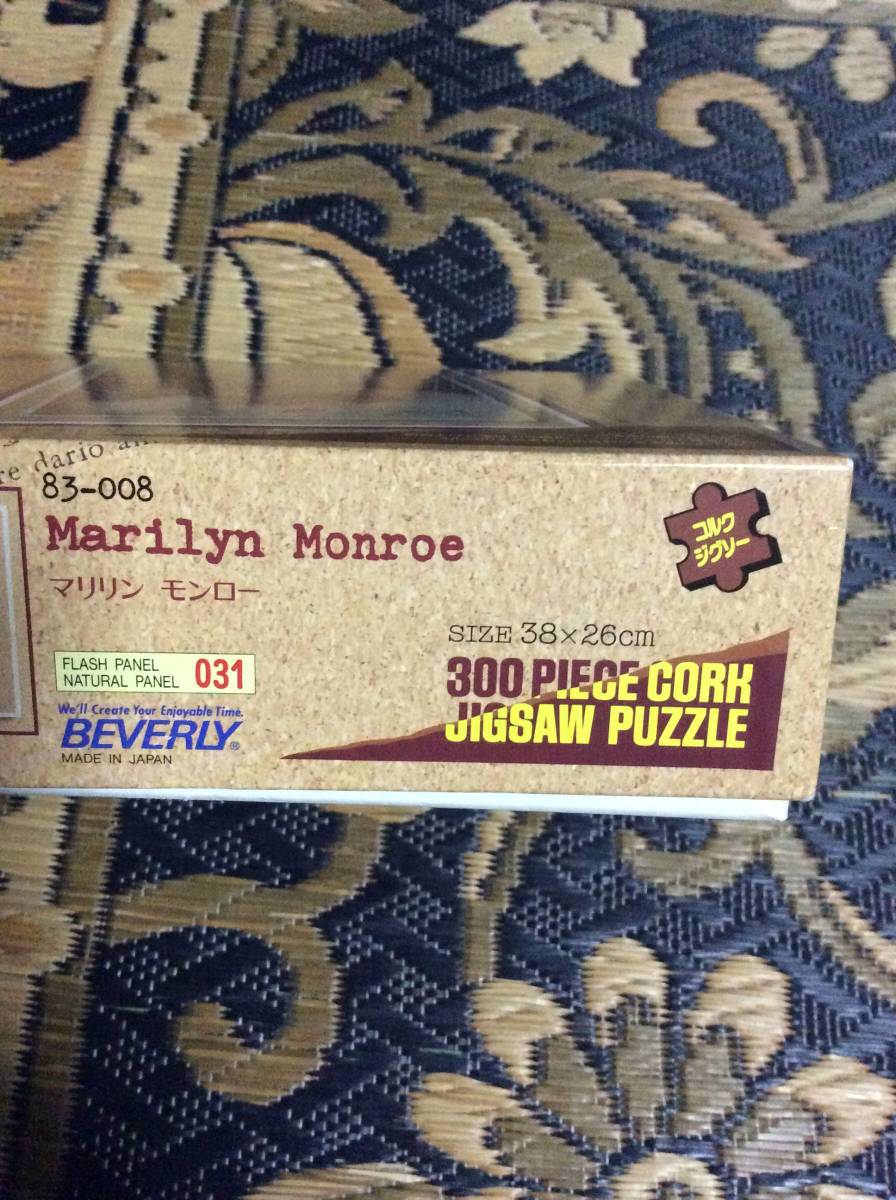 dario
83-008
Marilyn Monroe
マリリン モンロー
コルク
ジグソー
SIZE 38×26cm
300 PIECE CORK
JIGSAW PUZZLE
FLASH PANEL
NATURAL PANEL 031
We'll Create Your Enjoyable Time.
BEVERLY®
MADE IN JAPAN